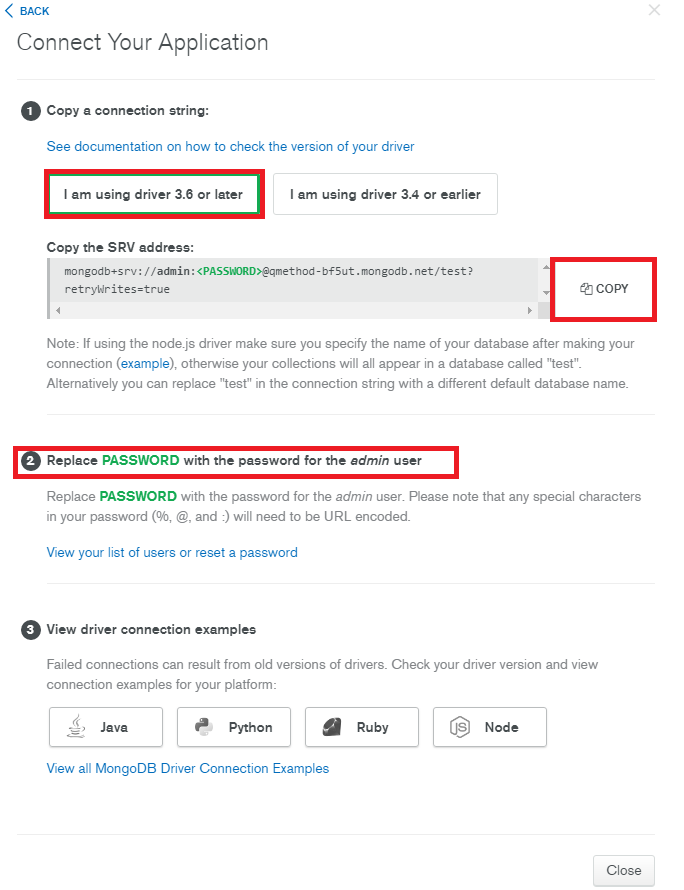 BACK
Connect Your Application
1 Copy a connection string:
See documentation on how to check the version of your driver
I am using driver 3.6 or later
I am using driver 3.4 or earlier
Copy the SRV address:
mongodb+srv://admin:<PASSWORD>@qmethod-bf5ut.mongodb.net/test?
retryWrites=true
COPY
Note: If using the node.js driver make sure you specify the name of your database after making your
connection (example), otherwise your collections will all appear in a database called "test".
Alternatively you can replace "test" in the connection string with a different default database name.
2 Replace PASSWORD with the password for the admin user
Replace PASSWORD with the password for the admin user. Please note that any special characters
in your password (%, @, and :) will need to be URL encoded.
View your list of users or reset a password
3 View driver connection examples
Failed connections can result from old versions of drivers. Check your driver version and view
connection examples for your platform:
Java
Python
Ruby
JS Node
View all MongoDB Driver Connection Examples
Close